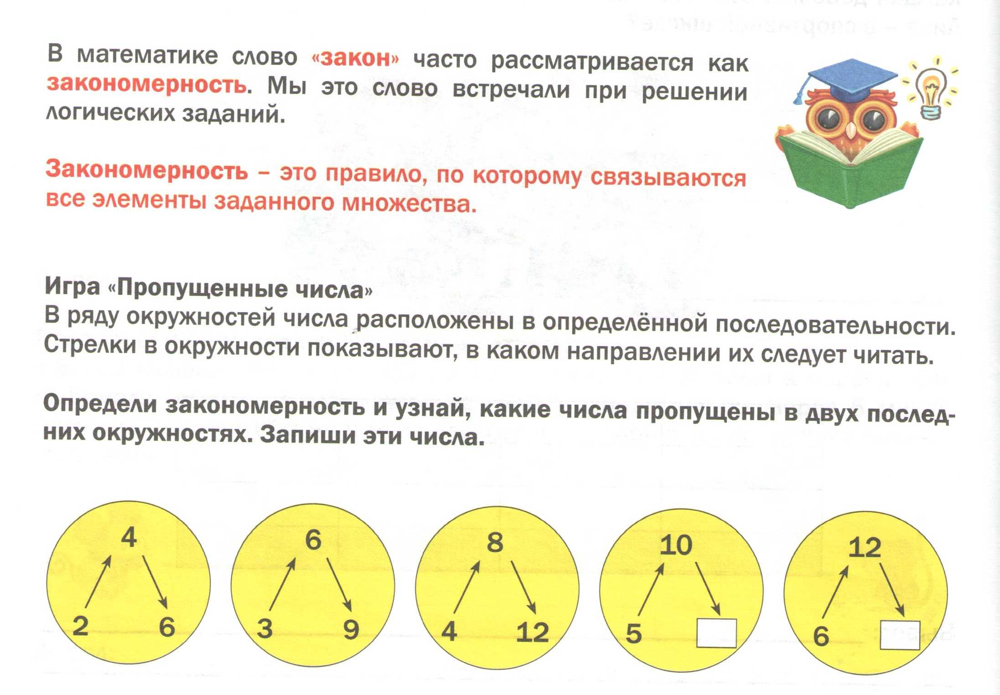 В математике слово «закон» часто рассматривается как
закономерность. Мы это слово встречали при решении
логических заданий.
Закономерность – это правило, по которому связываются
все элементы заданного множества.
Игра «Пропущенные числа»
В ряду окружностей числа расположены в определённой последовательности.
Стрелки в окружности показывают, в каком направлении их следует читать.
Определи закономерность и узнай, какие числа пропущены в двух послед-
них окружностях. Запиши эти числа.
4
2 6
6
3 9
8
4 12
10
5
12
6